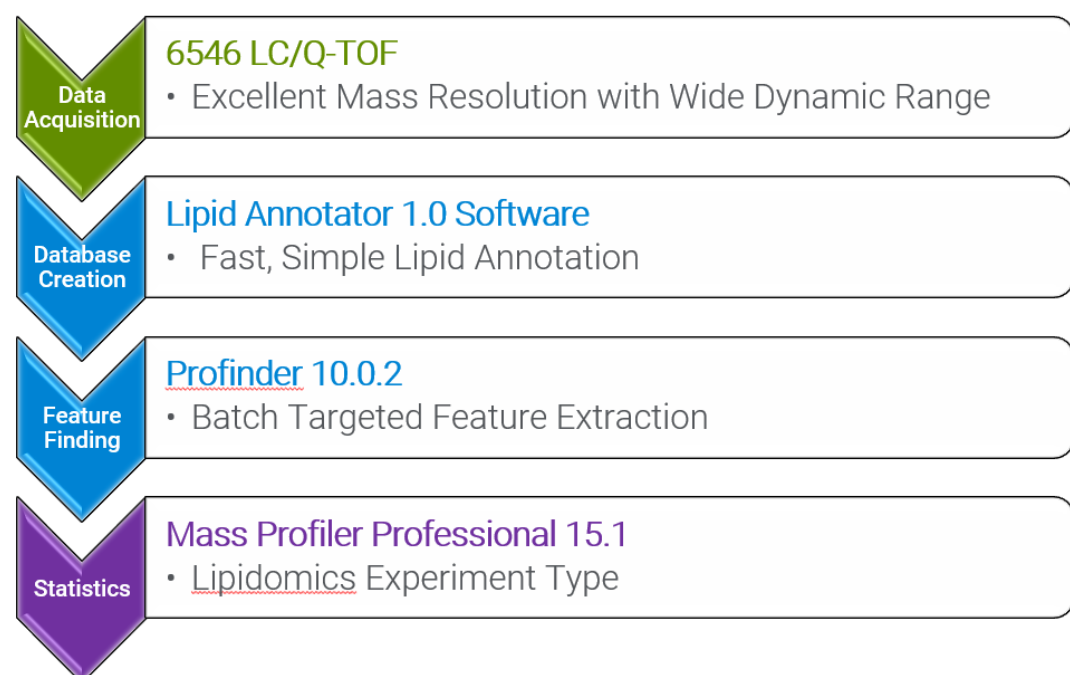 Data
Acquisition
6546 LC/Q-TOF
• Excellent Mass Resolution with Wide Dynamic Range
Database
Creation
Lipid Annotator 1.0 Software
• Fast, Simple Lipid Annotation
Feature
Finding
Profinder 10.0.2
• Batch Targeted Feature Extraction
Statistics
Mass Profiler Professional 15.1
• Lipidomics Experiment Type